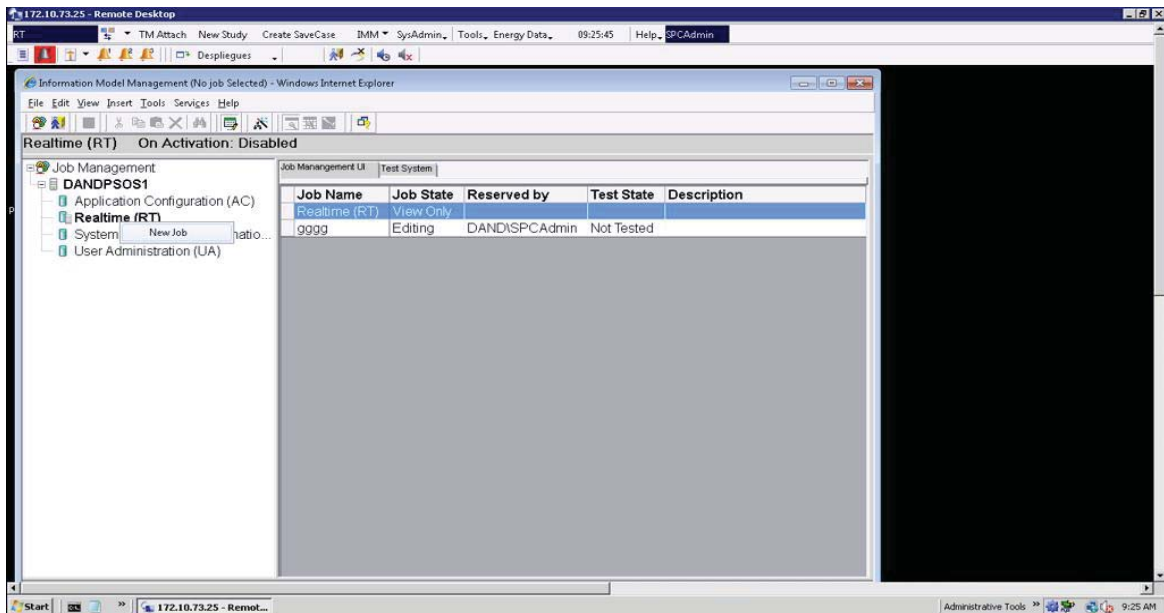 172.10.73.25 - Remote Desktop
RT TM Attach New Study Create SaveCase IMM SysAdmin Tools Energy Data 09:25:45 Help SPCAdmin
Despliegues
Information Model Management (No job Selected) - Windows Internet Explorer
File Edit View Insert Tools Services Help
Realtime (RT) On Activation: Disabled
Job Management
DANDPSOS1
Application Configuration (AC)
Realtime (RT)
System New Job natio...
User Administration (UA)
Job Manangement UI Test System
Job Name Job State Reserved by Test State Description
Realtime (RT) View Only
gggg Editing DAND\SPCAdmin Not Tested
Start 172.10.73.25 - Remot... Administrative Tools 9:25 AM